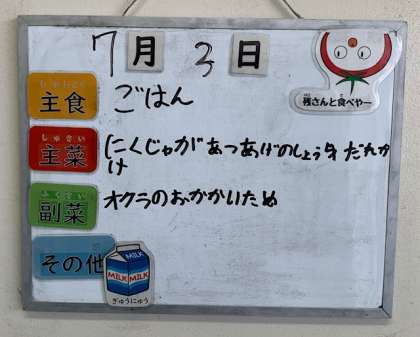 7月3日
残さんと食べやー
しゅしょく
主食
ごはん
しゅさい
主菜
にくじゃが あつあげのしょう身だれか
け
ふくさい
副菜
オクラのおかかいため
その他
MILK MILK
ぎゅうにゅう